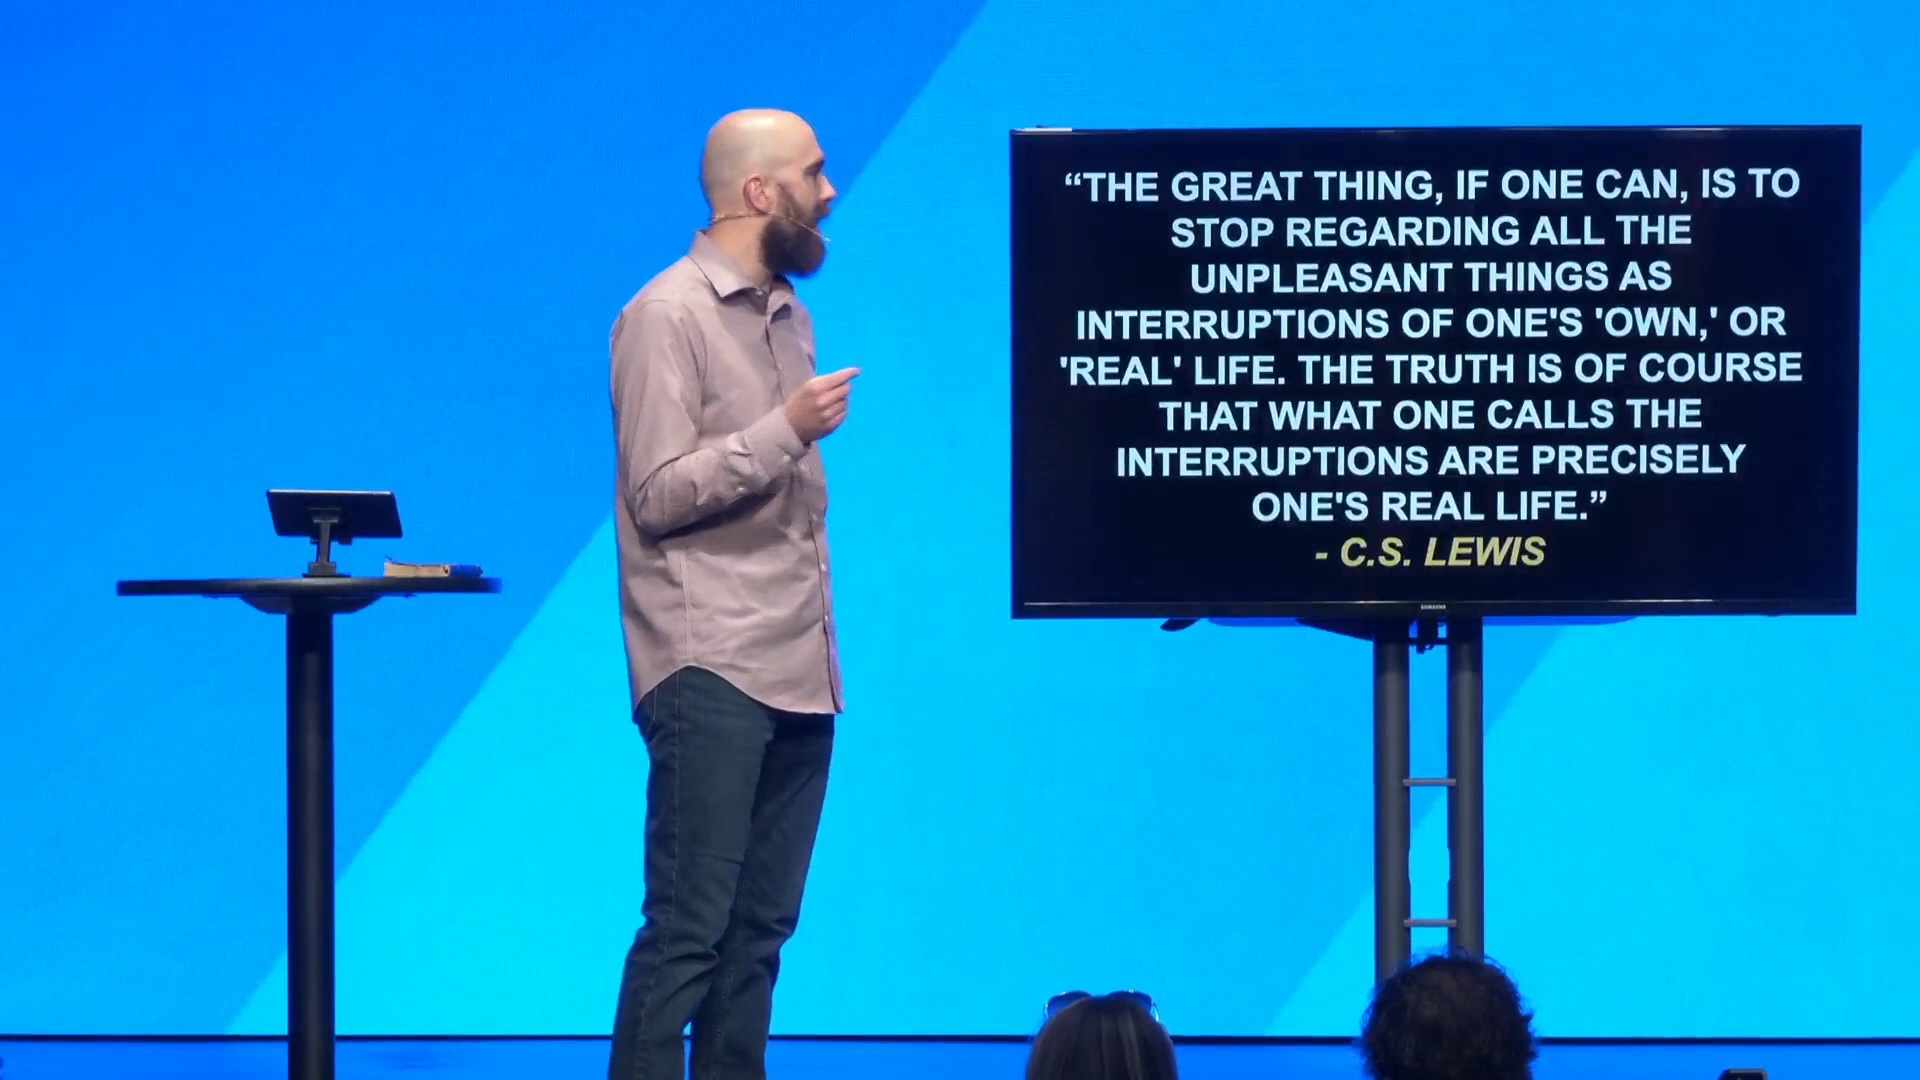 “THE GREAT THING, IF ONE CAN, IS TO
STOP REGARDING ALL THE
UNPLEASANT THINGS AS
INTERRUPTIONS OF ONE'S 'OWN,' OR
'REAL' LIFE. THE TRUTH IS OF COURSE
THAT WHAT ONE CALLS THE
INTERRUPTIONS ARE PRECISELY
ONE'S REAL LIFE.”
- C.S. LEWIS
SAMSUNG